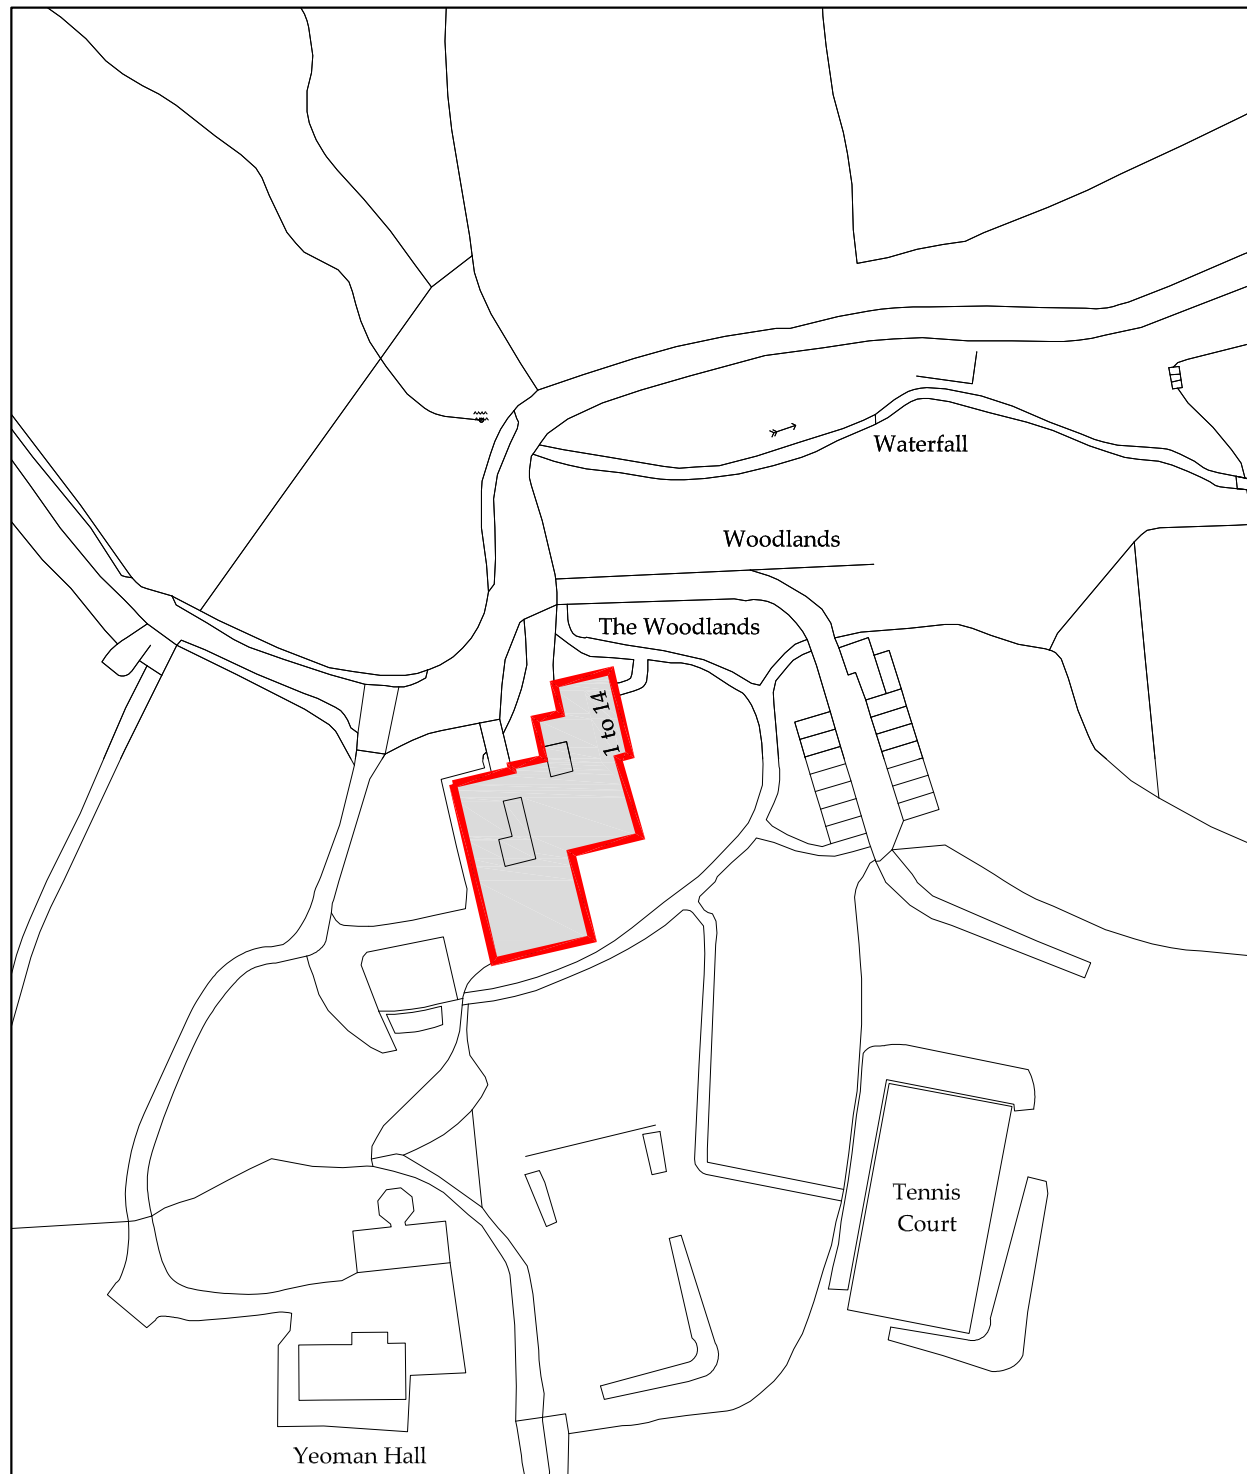 Waterfall
Woodlands
The Woodlands
1 to 14
Tennis
Court
Yeoman Hall